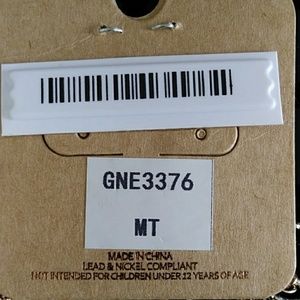 GNE3376
MT
MADE IN CHINA
LEAD & NICKEL COMPLIANT
NOT INTENDED FOR CHILDREN UNDER 12 YEARS OF AGE